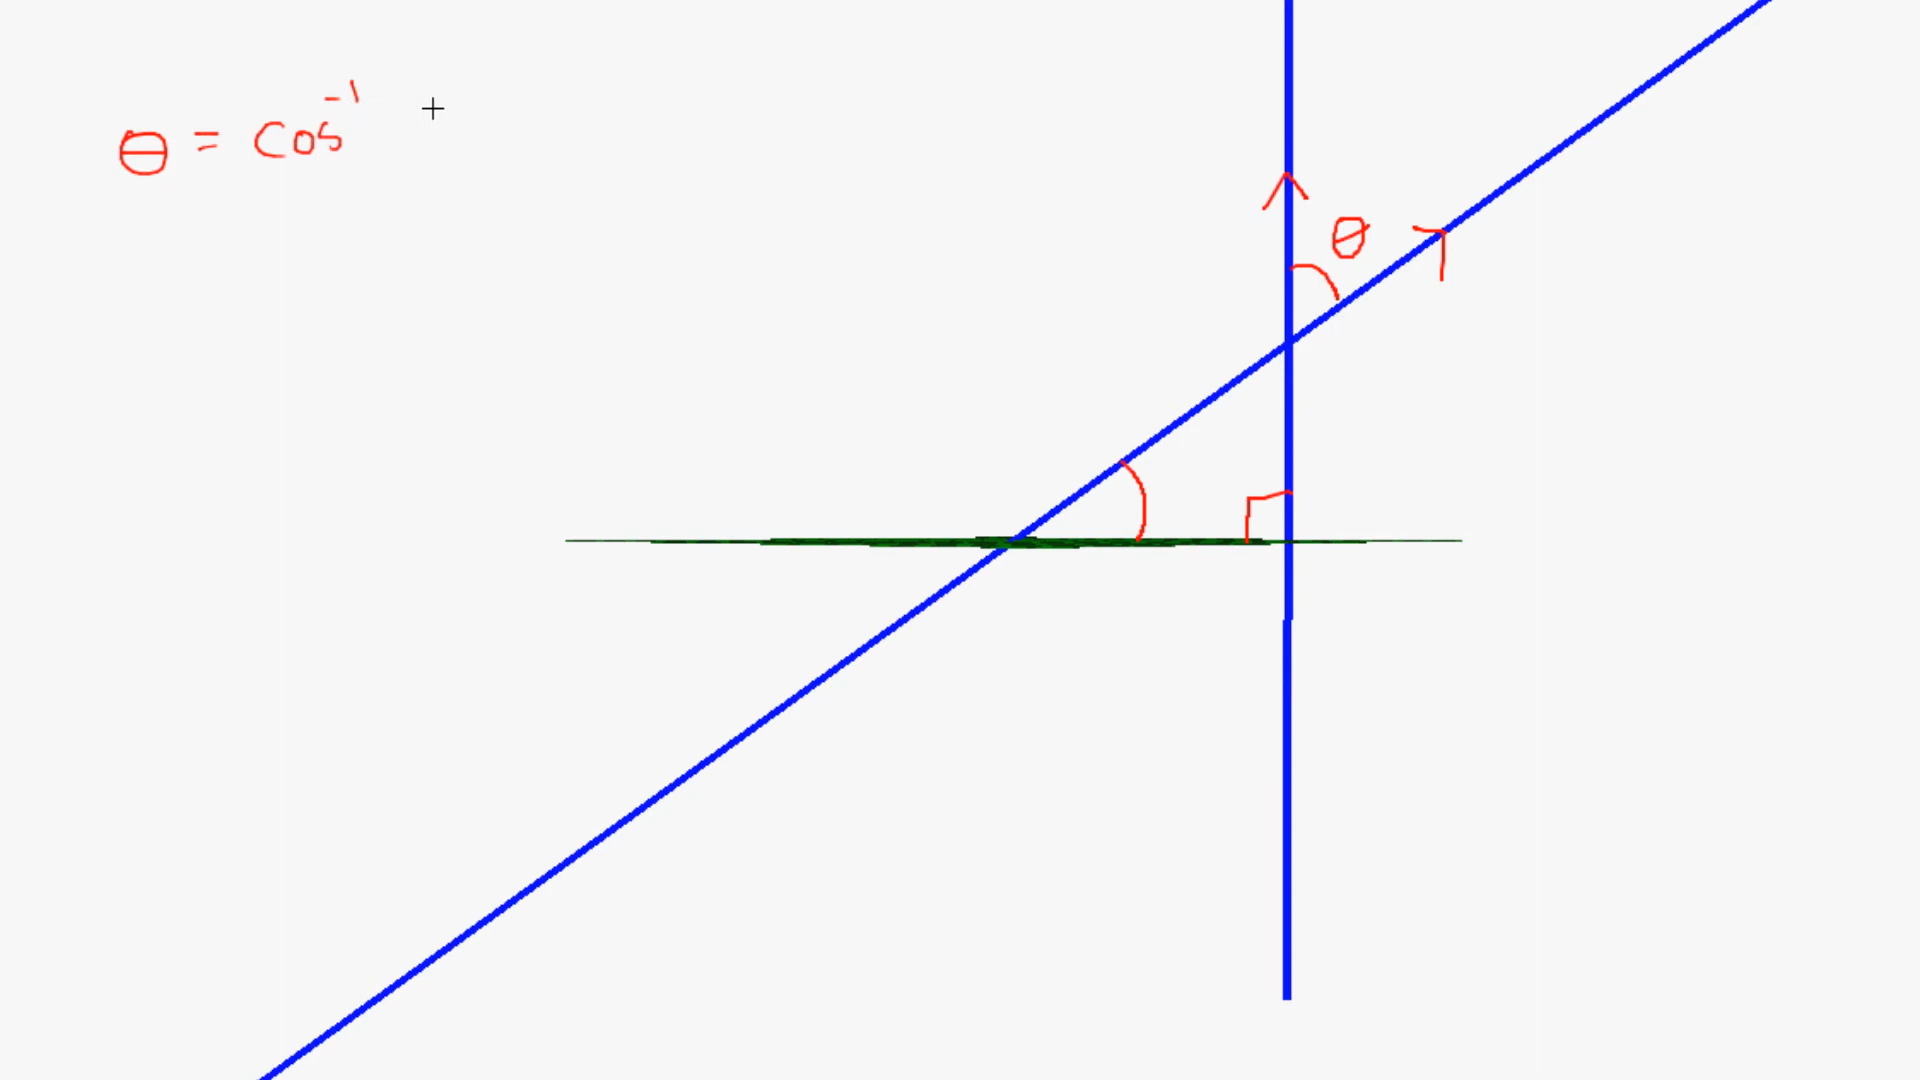 θ = Cos⁻¹
θ